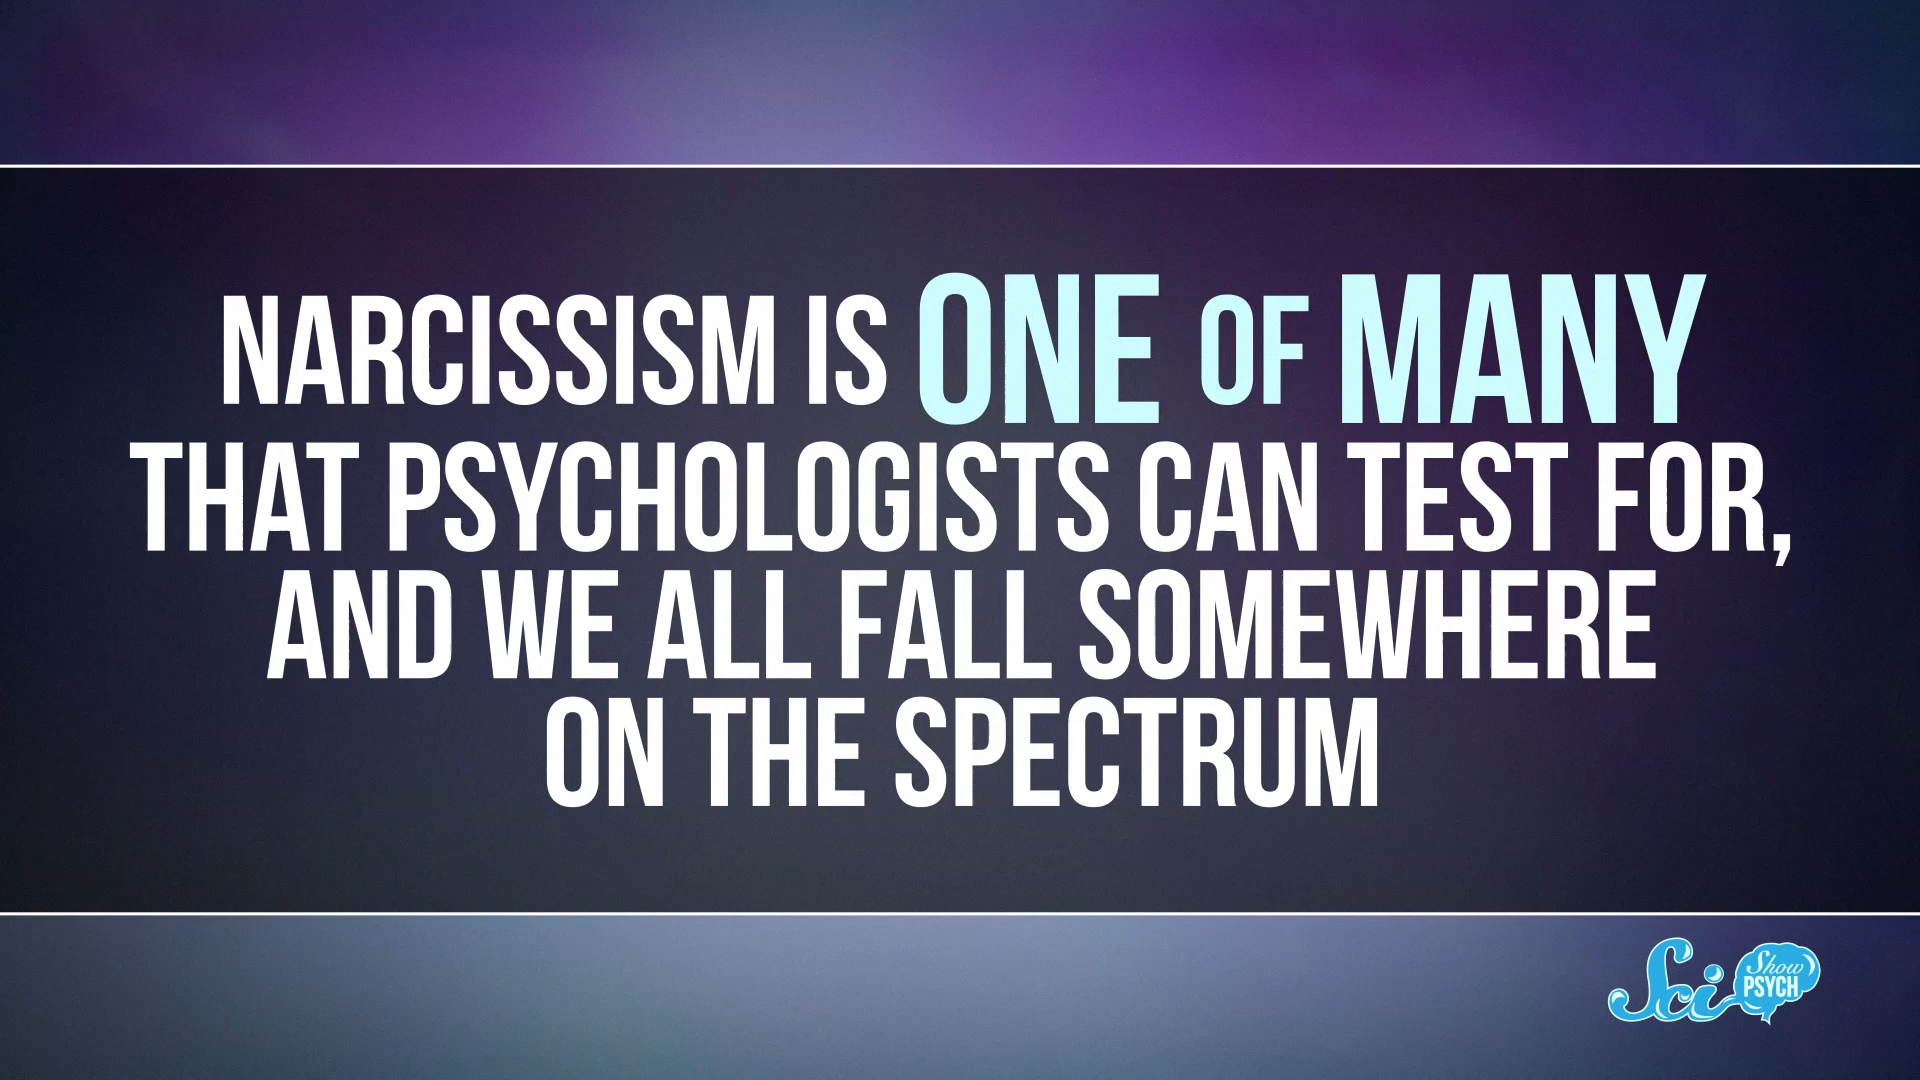 NARCISSISM IS ONE OF MANY
THAT PSYCHOLOGISTS CAN TEST FOR,
AND WE ALL FALL SOMEWHERE
ON THE SPECTRUM
Sci Show
PSYCH